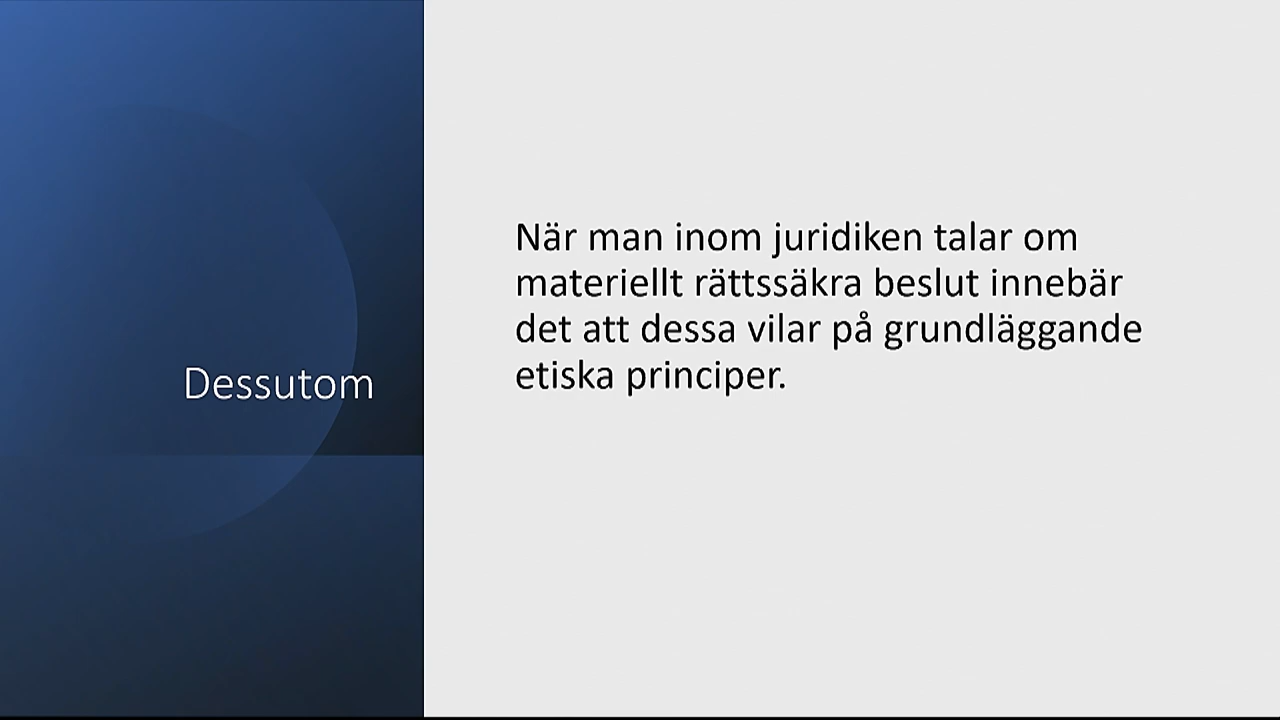 Dessutom
När man inom juridiken talar om
materiellt rättssäkra beslut innebär
det att dessa vilar på grundläggande
etiska principer.